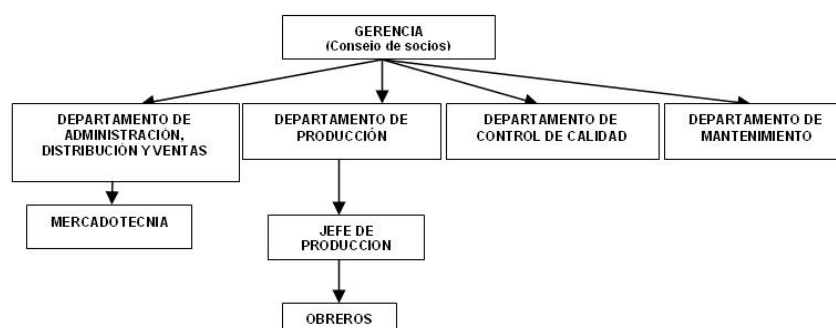 GERENCIA
(Consejo de socios)
DEPARTAMENTO DE
ADMINISTRACIÓN,
DISTRIBUCIÓN Y VENTAS
DEPARTAMENTO DE
PRODUCCIÓN
DEPARTAMENTO DE
CONTROL DE CALIDAD
DEPARTAMENTO DE
MANTENIMIENTO
MERCADOTECNIA
JEFE DE
PRODUCCION
OBREROS